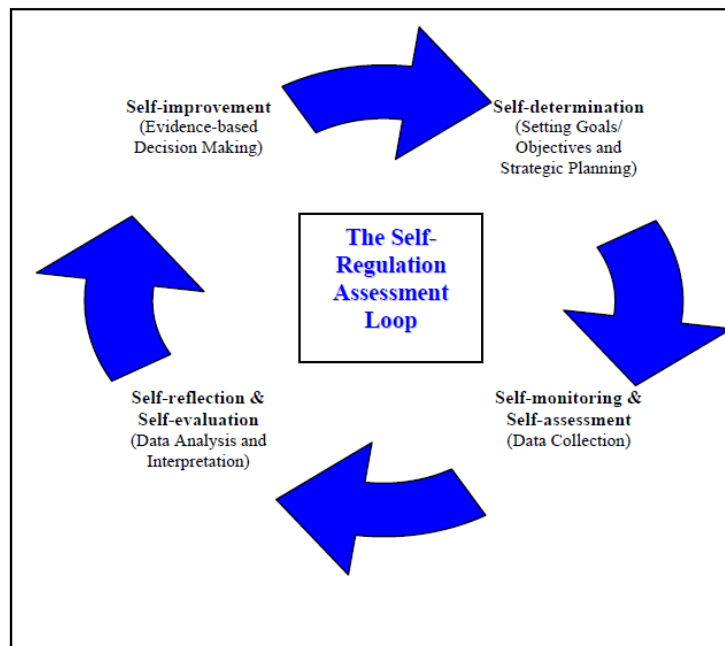 Self-improvement
(Evidence-based
Decision Making)
Self-determination
(Setting Goals/
Objectives and
Strategic Planning)
The Self-
Regulation
Assessment
Loop
Self-reflection &
Self-evaluation
(Data Analysis and
Interpretation)
Self-monitoring &
Self-assessment
(Data Collection)